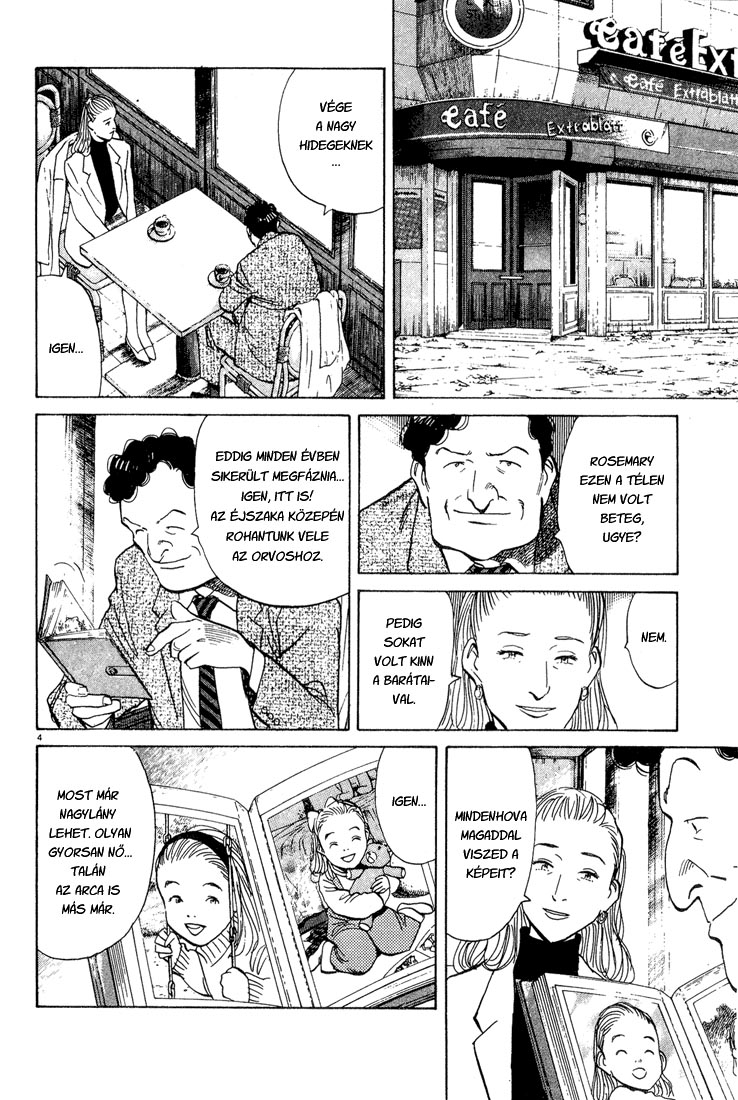 Café Ext
Café Extrablatt
Café Extrablatt
VÉGE
A NAGY
HIDEGEKNEK
...
IGEN...
ROSEMARY
EZEN A TÉLEN
NEM VOLT
BETEG,
UGYE?
EDDIG MINDEN ÉVBEN
SIKERÜLT MEGFÁZNIA...
IGEN, ITT IS!
AZ ÉJSZAKA KÖZEPÉN
ROHANTUNK VELE
AZ ORVOSHOZ.
NEM.
PEDIG
SOKAT
VOLT KINN
A BARÁTAI-
VAL.
4
MINDENHOVA
MAGADDAL
VISZED A
KÉPEIT?
IGEN...
MOST MÁR
NAGYLÁNY
LEHET. OLYAN
GYORSAN NŐ...
TALÁN
AZ ARCA IS
MÁS MÁR.